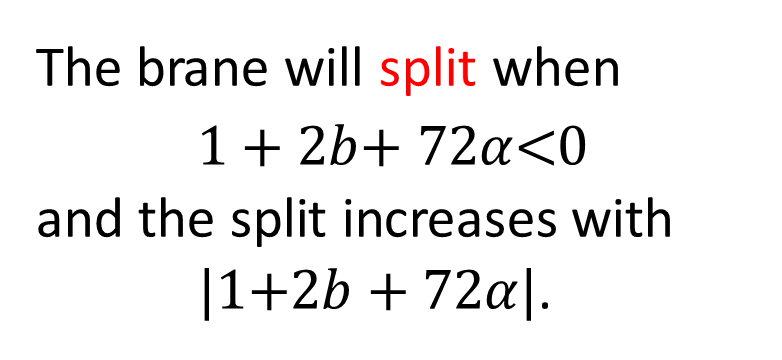 The brane will split when
1 + 2b+ 72α<0
and the split increases with
|1+2b + 72α|.